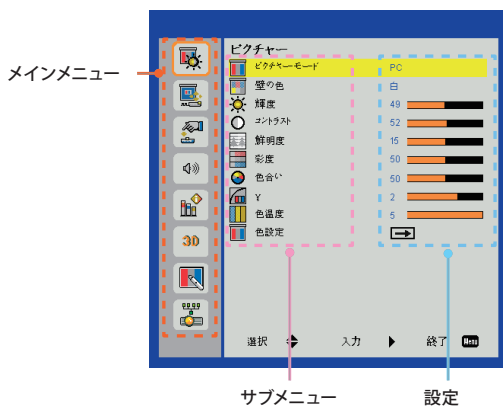 メインメニュー
ピクチャー
ピクチャーモード PC
壁の色 白
輝度 49
コントラスト 52
鮮明度 15
彩度 50
色合い 50
γ 2
色温度 5
色設定
3D
選択 入力 終了 Menu
サブメニュー 設定